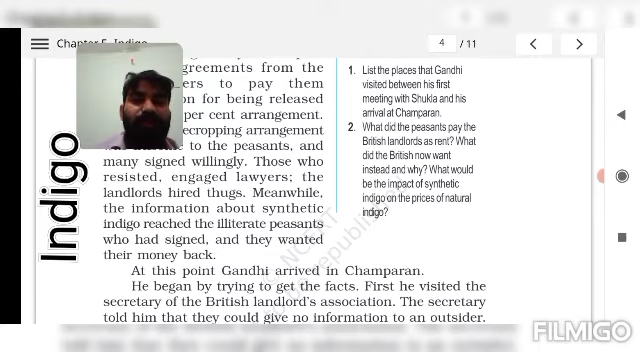 Chapter 5. Indigo
4 / 11
greements from the
ers to pay them
on for being released
per cent arrangement.
ecropping arrangement
to the peasants, and
many signed willingly. Those who
resisted, engaged lawyers; the
landlords hired thugs. Meanwhile,
the information about synthetic
indigo reached the illiterate peasants
who had signed, and they wanted
their money back.
At this point Gandhi arrived in Champaran.
He began by trying to get the facts. First he visited the
secretary of the British landlord's association. The secretary
told him that they could give no information to an outsider.
1. List the places that Gandhi
visited between his first
meeting with Shukla and his
arrival at Champaran.
2. What did the peasants pay the
British landlords as rent? What
did the British now want
instead and why? What would
be the impact of synthetic
indigo on the prices of natural
indigo?
Indigo
FILMIGO